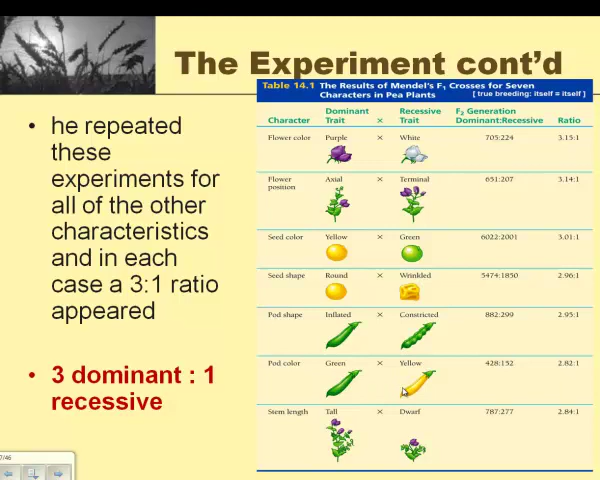 The Experiment cont'd
• he repeated
these
experiments for
all of the other
characteristics
and in each
case a 3:1 ratio
appeared
• 3 dominant : 1
recessive
Table 14.1 The Results of Mendel's F1 Crosses for Seven
Characters in Pea Plants [ true breeding: itself = itself ]
Dominant Recessive F2 Generation
Character Trait × Trait Dominant:Recessive Ratio
Flower color Purple × White 705:224 3.15:1
Flower Axial × Terminal 651:207 3.14:1
position
Seed color Yellow × Green 6022:2001 3.01:1
Seed shape Round × Wrinkled 5474:1850 2.96:1
Pod shape Inflated × Constricted 882:299 2.95:1
Pod color Green × Yellow 428:152 2.82:1
Stem length Tall × Dwarf 787:277 2.84:1